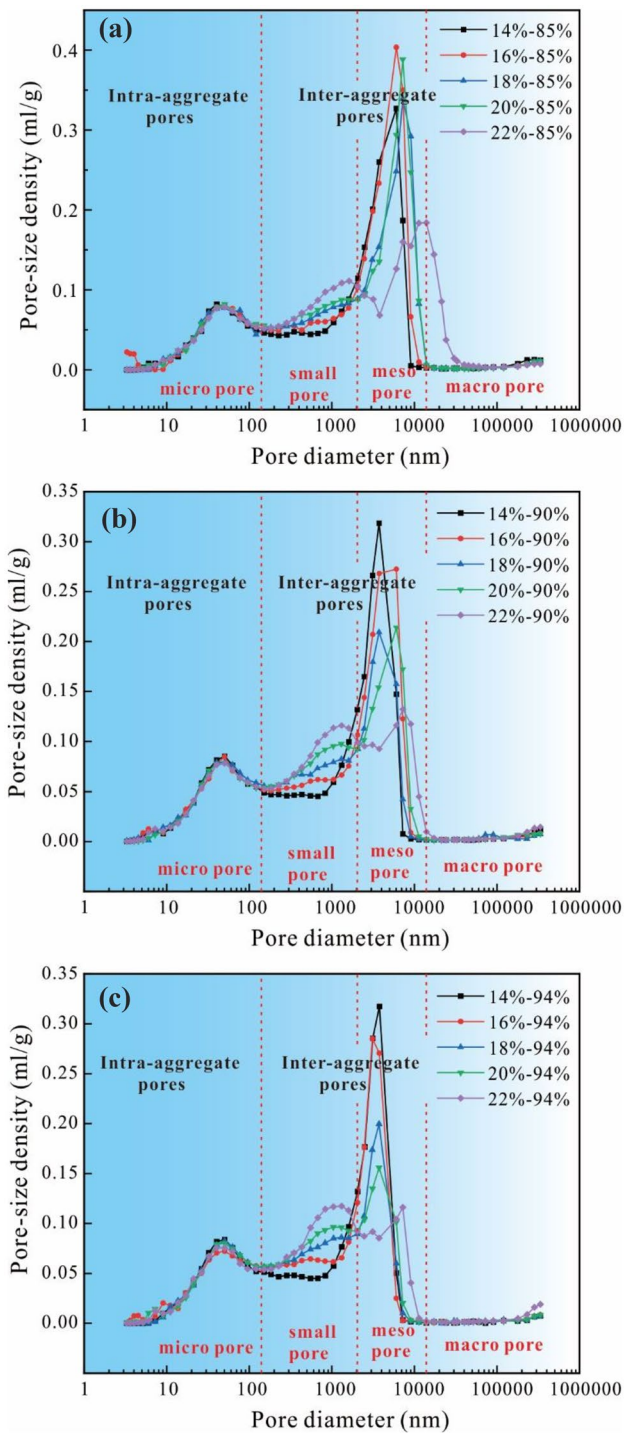 (a)
14%-85%
16%-85%
18%-85%
20%-85%
22%-85%
Intra-aggregate
pores
Inter-aggregate
pores
Pore-size density (ml/g)
0.4
0.3
0.2
0.1
0.0
micro pore
small
pore
meso
pore
macro pore
1 10 100 1000 10000 100000 1000000
Pore diameter (nm)
(b)
14%-90%
16%-90%
18%-90%
20%-90%
22%-90%
Intra-aggregate
pores
Inter-aggregate
pores
Pore-size density (ml/g)
0.35
0.30
0.25
0.20
0.15
0.10
0.05
0.00
micro pore
small
pore
meso
pore
macro pore
1 10 100 1000 10000 100000 1000000
Pore diameter (nm)
(c)
14%-94%
16%-94%
18%-94%
20%-94%
22%-94%
Intra-aggregate
pores
Inter-aggregate
pores
Pore-size density (ml/g)
0.35
0.30
0.25
0.20
0.15
0.10
0.05
0.00
micro pore
small
pore
meso
pore
macro pore
1 10 100 1000 10000 100000 1000000
Pore diameter (nm)